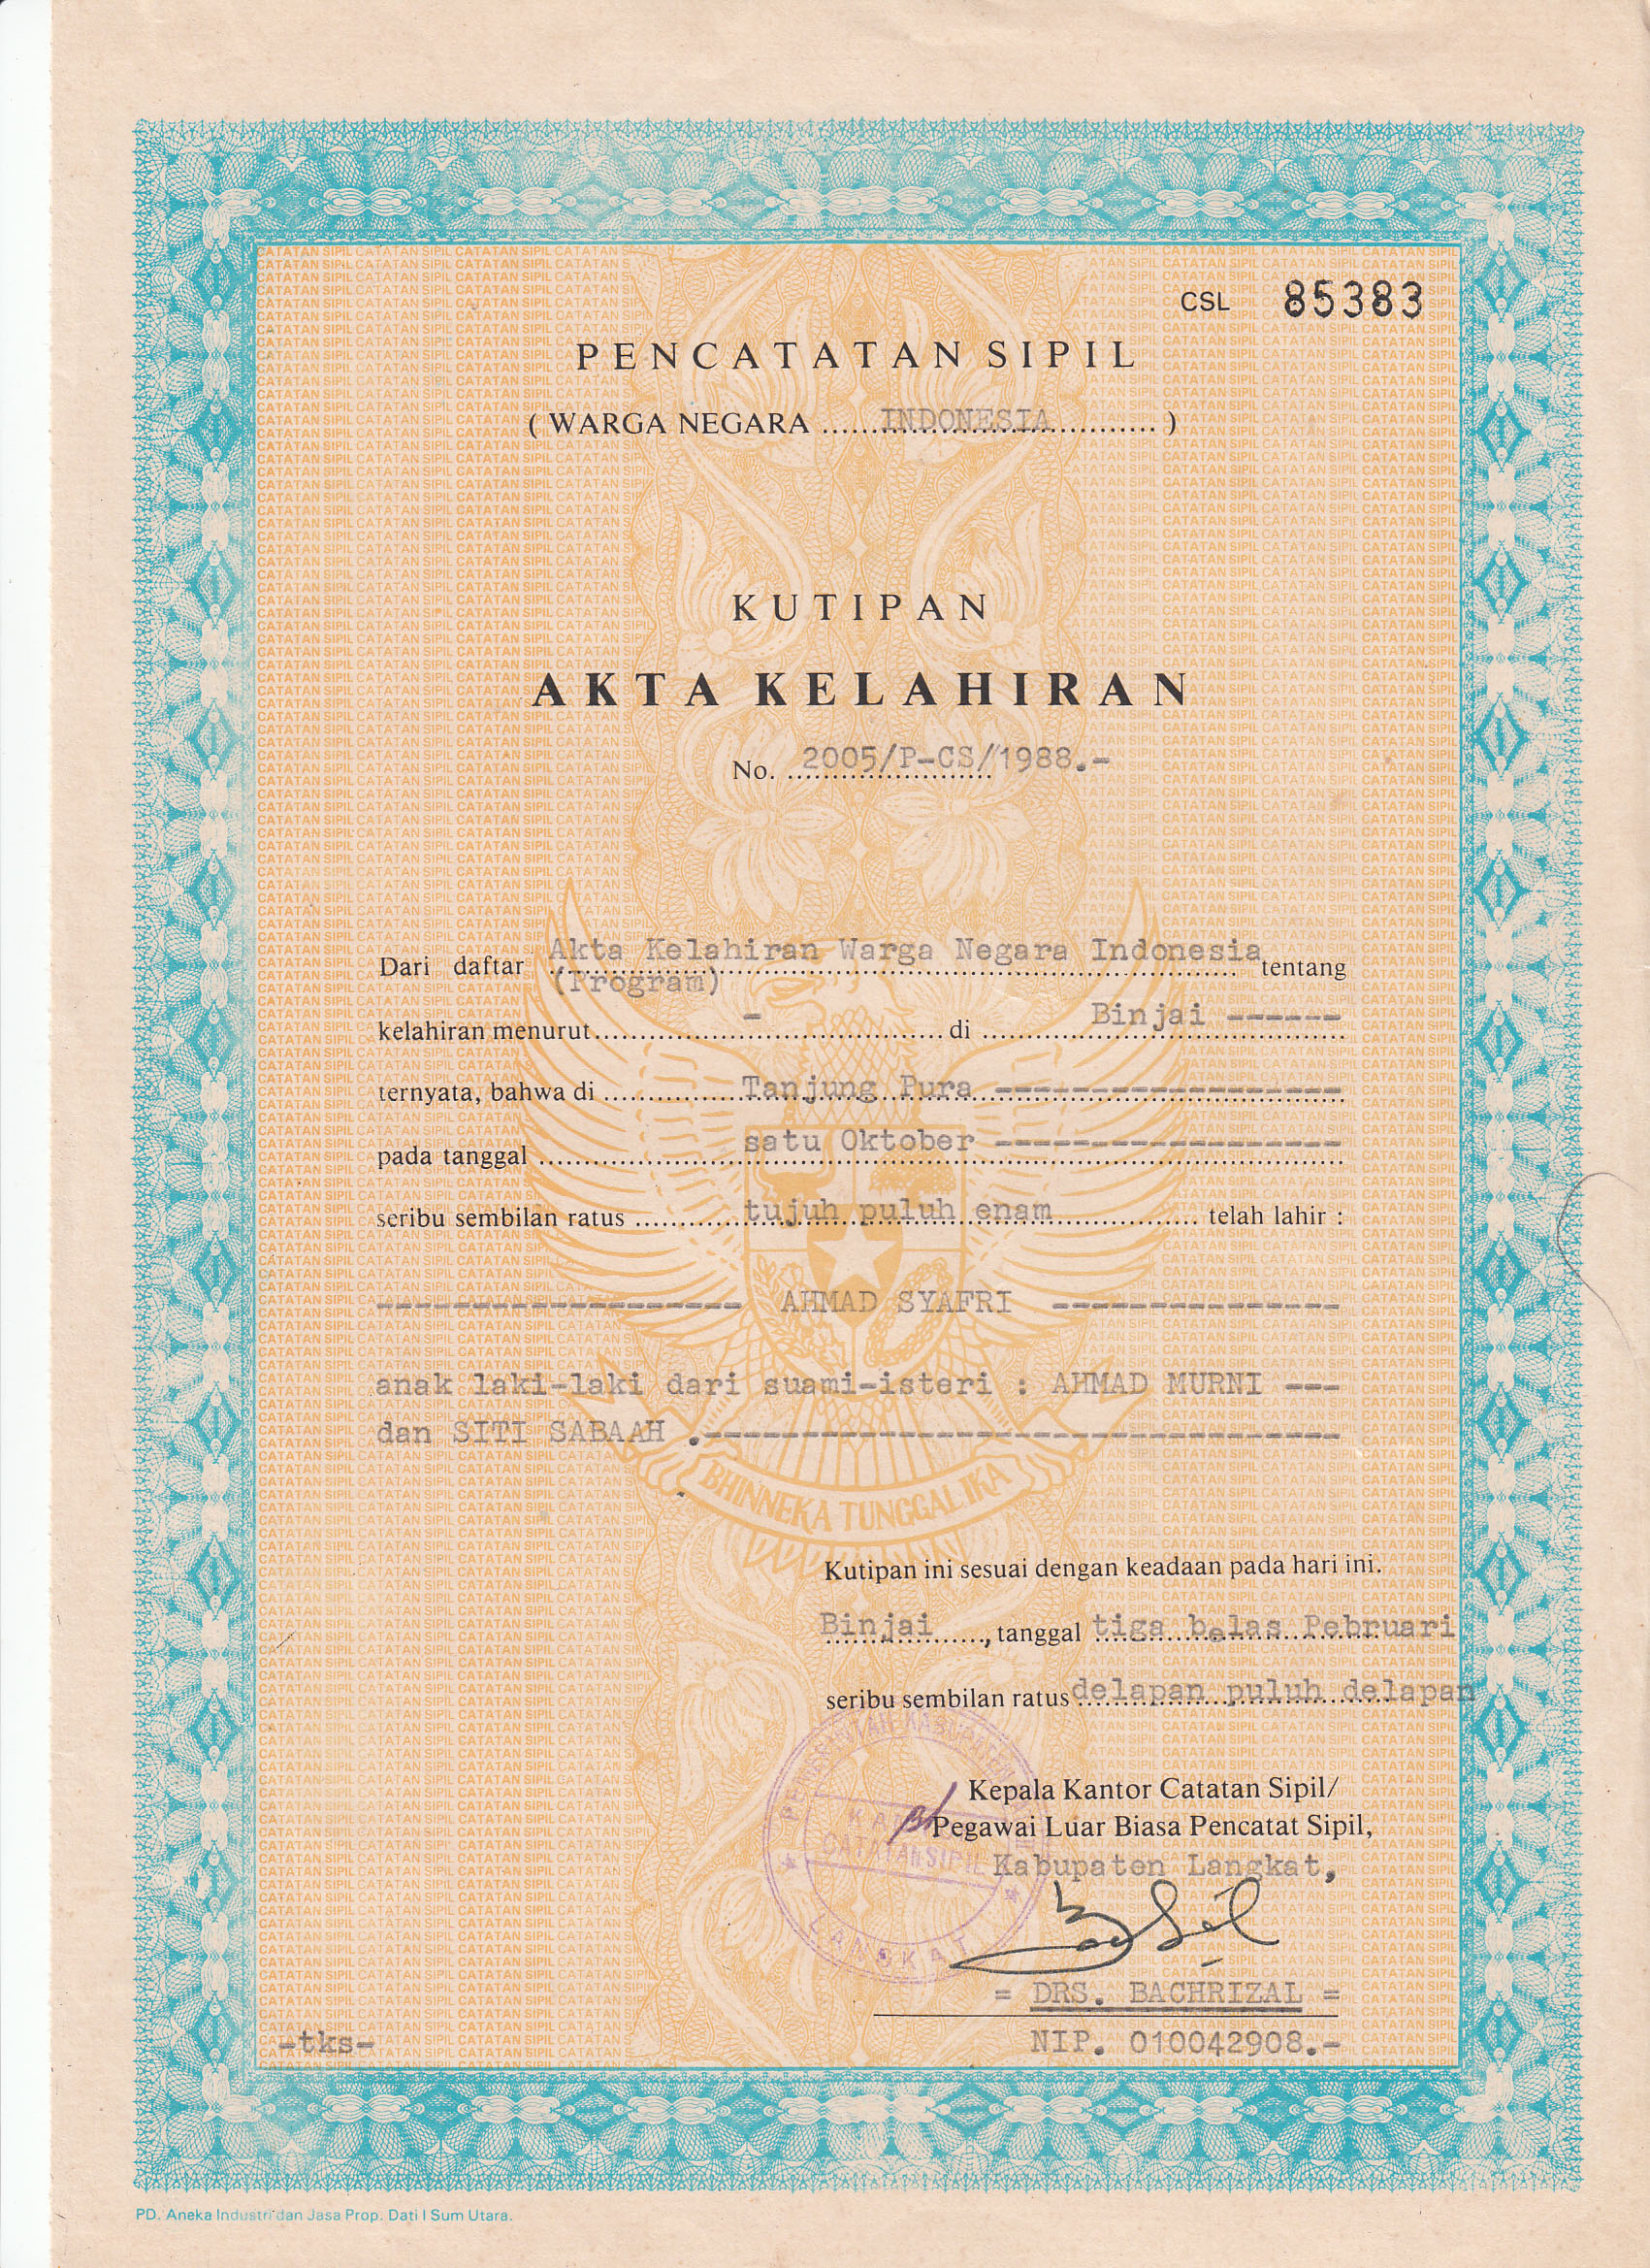 CSL 85383
PENCATATAN SIPIL
( WARGA NEGARA ......INDONESIA............. )
KUTIPAN
AKTA KELAHIRAN
No. 2005/P-CS/1988.-
Dari daftar Akta Kelahiran Warga Negara Indonesia tentang
(Program)
kelahiran menurut - di Binjai ------
ternyata, bahwa di Tanjung Pura ------------------
pada tanggal satu Oktober ------------------
seribu sembilan ratus tujuh puluh enam telah lahir :
------------------- AHMAD SYAFRI ---------------
anak laki-laki dari suami-isteri : AHMAD MURNI ---
dan SITI SABAAH .---------------------------------
BHINNEKA TUNGGAL IKA
Kutipan ini sesuai dengan keadaan pada hari ini.
Binjai, tanggal tiga belas Pebruari
seribu sembilan ratus delapan puluh delapan
Kepala Kantor Catatan Sipil/
Pegawai Luar Biasa Pencatat Sipil,
Kabupaten Langkat,
CATATAN SIPIL
LANGKAT
= DRS. BACHRIZAL =
NIP. 010042908.-
-tks-
PD. Aneka Industri dan Jasa Prop. Dati I Sum Utara.